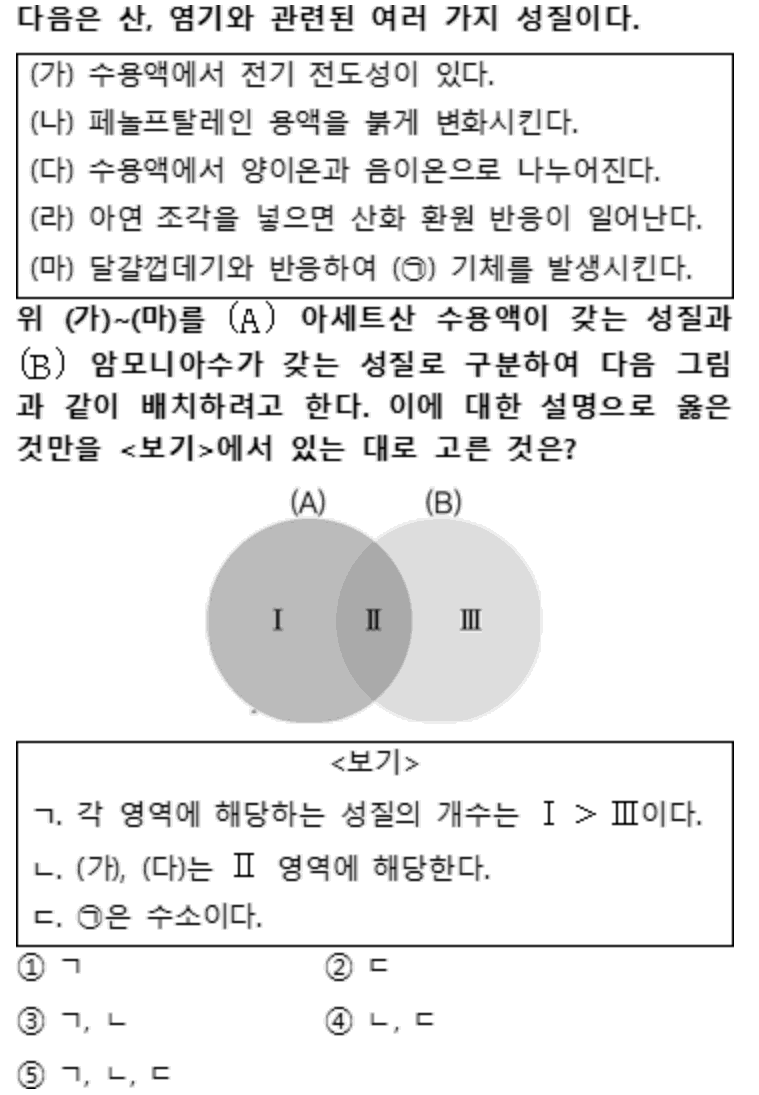 다음은 산, 염기와 관련된 여러 가지 성질이다.
(가) 수용액에서 전기 전도성이 있다.
(나) 페놀프탈레인 용액을 붉게 변화시킨다.
(다) 수용액에서 양이온과 음이온으로 나누어진다.
(라) 아연 조각을 넣으면 산화 환원 반응이 일어난다.
(마) 달걀껍데기와 반응하여 (㉠) 기체를 발생시킨다.
위 (가)~(마)를 (A) 아세트산 수용액이 갖는 성질과
(B) 암모니아수가 갖는 성질로 구분하여 다음 그림
과 같이 배치하려고 한다. 이에 대한 설명으로 옳은
것만을 <보기>에서 있는 대로 고른 것은?
(A) (B)
Ⅰ Ⅱ Ⅲ
<보기>
ㄱ. 각 영역에 해당하는 성질의 개수는 Ⅰ > Ⅲ이다.
ㄴ. (가), (다)는 Ⅱ 영역에 해당한다.
ㄷ. ㉠은 수소이다.
① ㄱ ② ㄷ
③ ㄱ, ㄴ ④ ㄴ, ㄷ
⑤ ㄱ, ㄴ, ㄷ